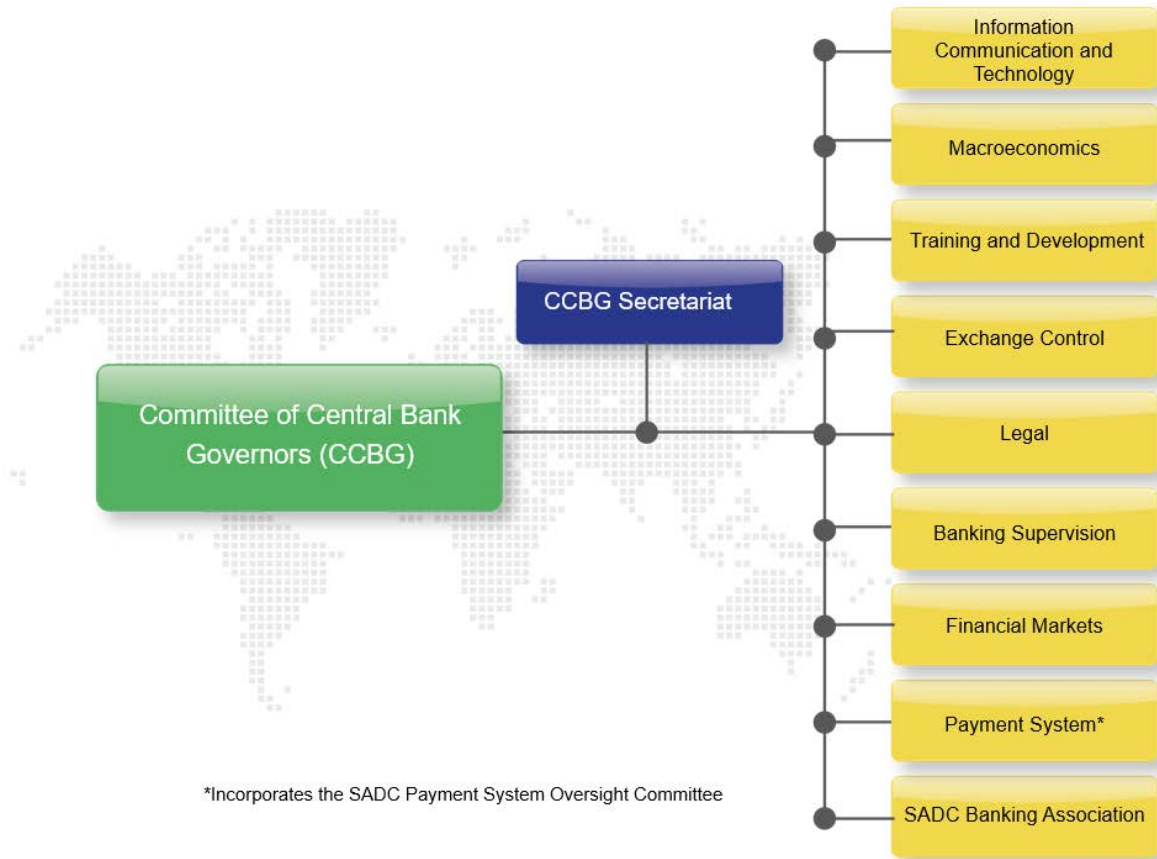 Information
Communication and
Technology
Macroeconomics
Training and Development
CCBG Secretariat
Exchange Control
Committee of Central Bank
Governors (CCBG)
Legal
Banking Supervision
Financial Markets
Payment System*
*Incorporates the SADC Payment System Oversight Committee
SADC Banking Association